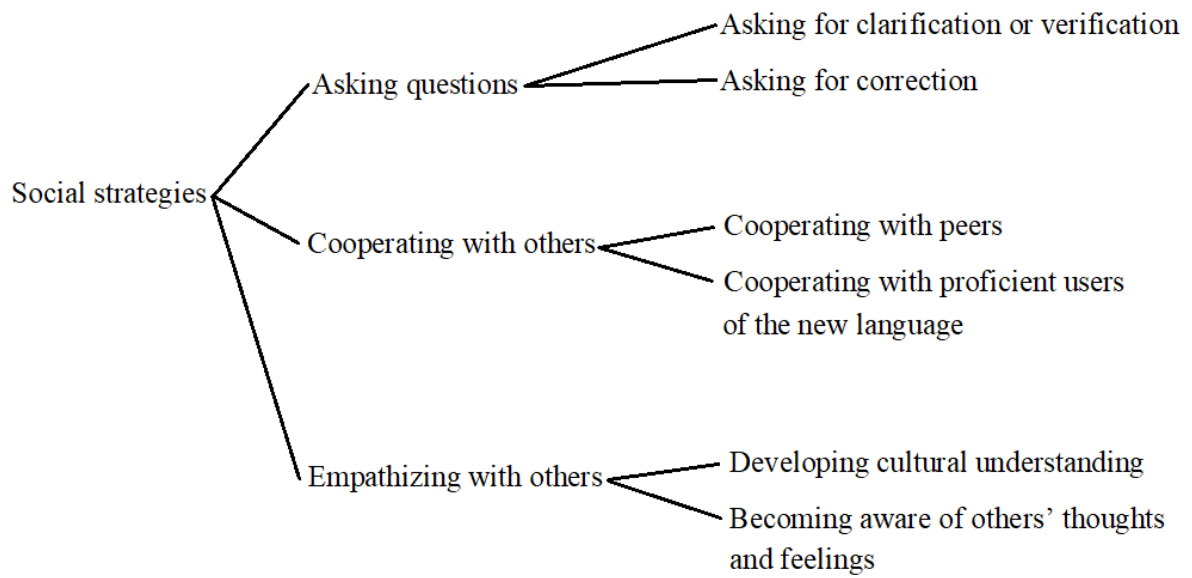 Asking for clarification or verification
Asking questions
Asking for correction
Social strategies
Cooperating with others
Cooperating with peers
Cooperating with proficient users
of the new language
Empathizing with others
Developing cultural understanding
Becoming aware of others’ thoughts
and feelings